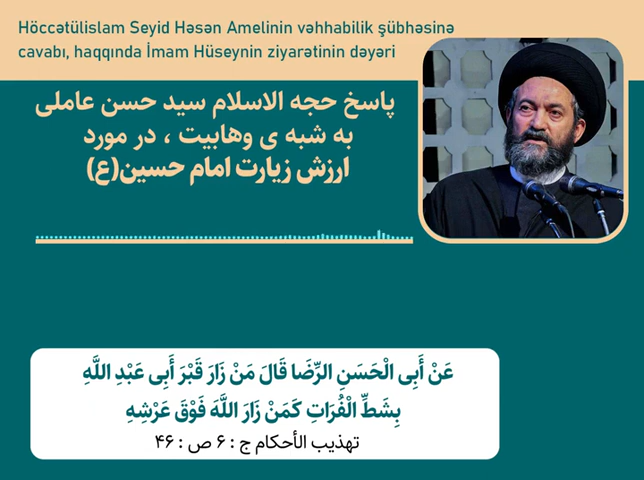 Höccətülislam Seyid Həsən Amelinin vəhhabilik şübhəsinə
cavabı, haqqında İmam Hüseynin ziyarətinin dəyəri
پاسخ حجه الاسلام سید حسن عاملی
به شبه ی وهابیت ، در مورد
ارزش زیارت امام حسین(ع)
عَنْ أَبِی الْحَسَنِ الرِّضَا قَالَ مَنْ زَارَ قَبْرَ أَبِی عَبْدِ اللَّهِ
بِشَطِّ الْفُرَاتِ کَمَنْ زَارَ اللَّهَ فَوْقَ عَرْشِهِ
تهذیب الأحکام ج : ۶ ص : ۴۶